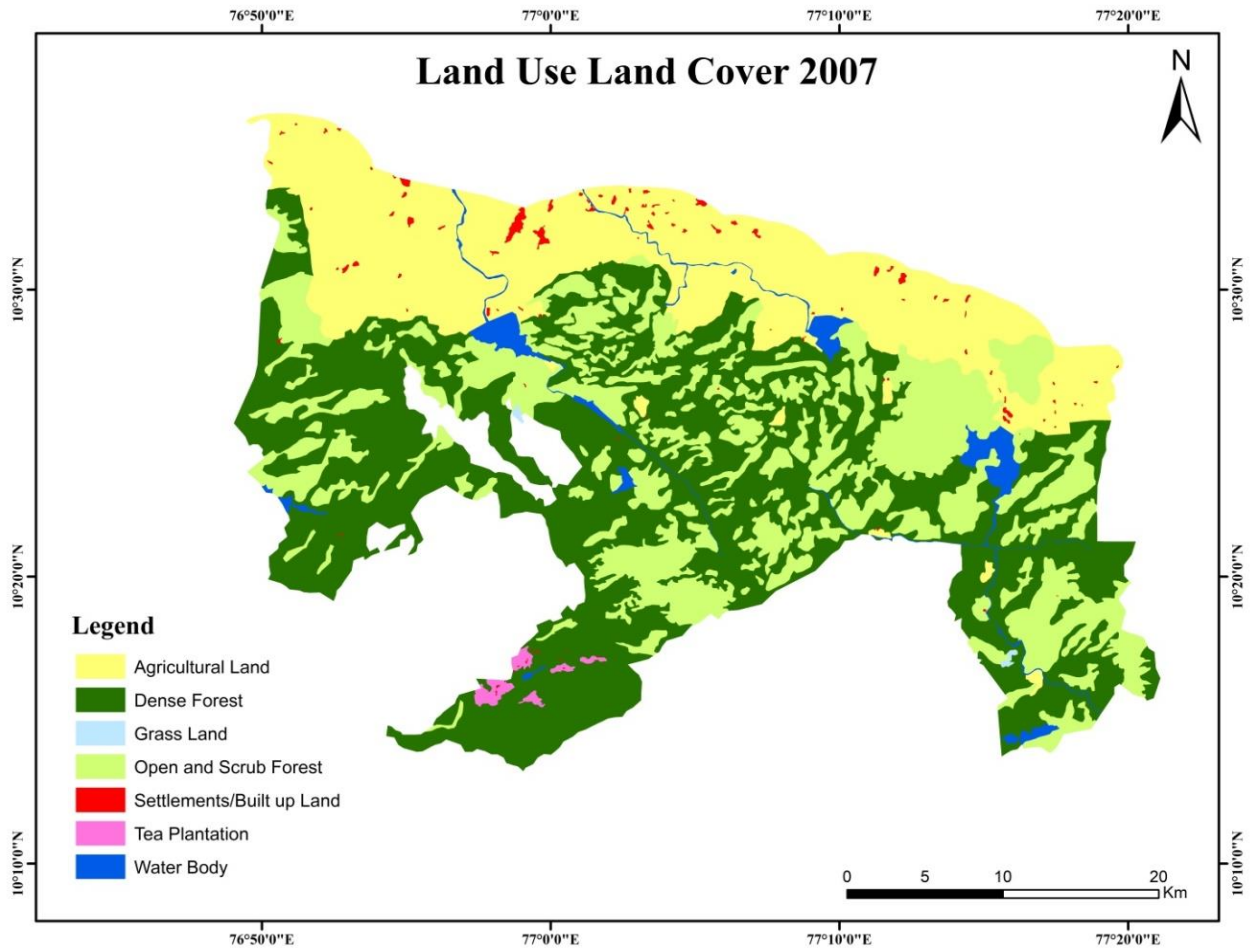 76°50'0"E 77°0'0"E 77°10'0"E 77°20'0"E
Land Use Land Cover 2007
N
10°30'0"N 10°30'0"N
10°20'0"N 10°20'0"N
Legend
Agricultural Land
Dense Forest
Grass Land
Open and Scrub Forest
Settlements/Built up Land
Tea Plantation
Water Body
10°10'0"N 10°10'0"N
0 5 10 20
Km
76°50'0"E 77°0'0"E 77°10'0"E 77°20'0"E